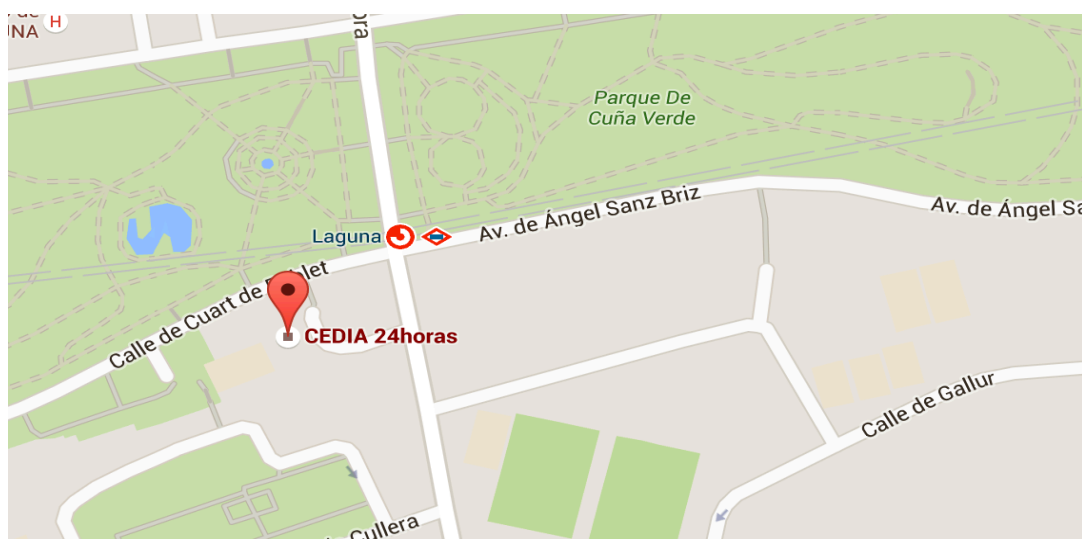 UNA
H
ora
Parque De
Cuña Verde
Laguna
Av. de Ángel Sanz Briz
Av. de Ángel Sa
Calle de Cuart de
CEDIA 24horas
Calle de Gallur
Cullera